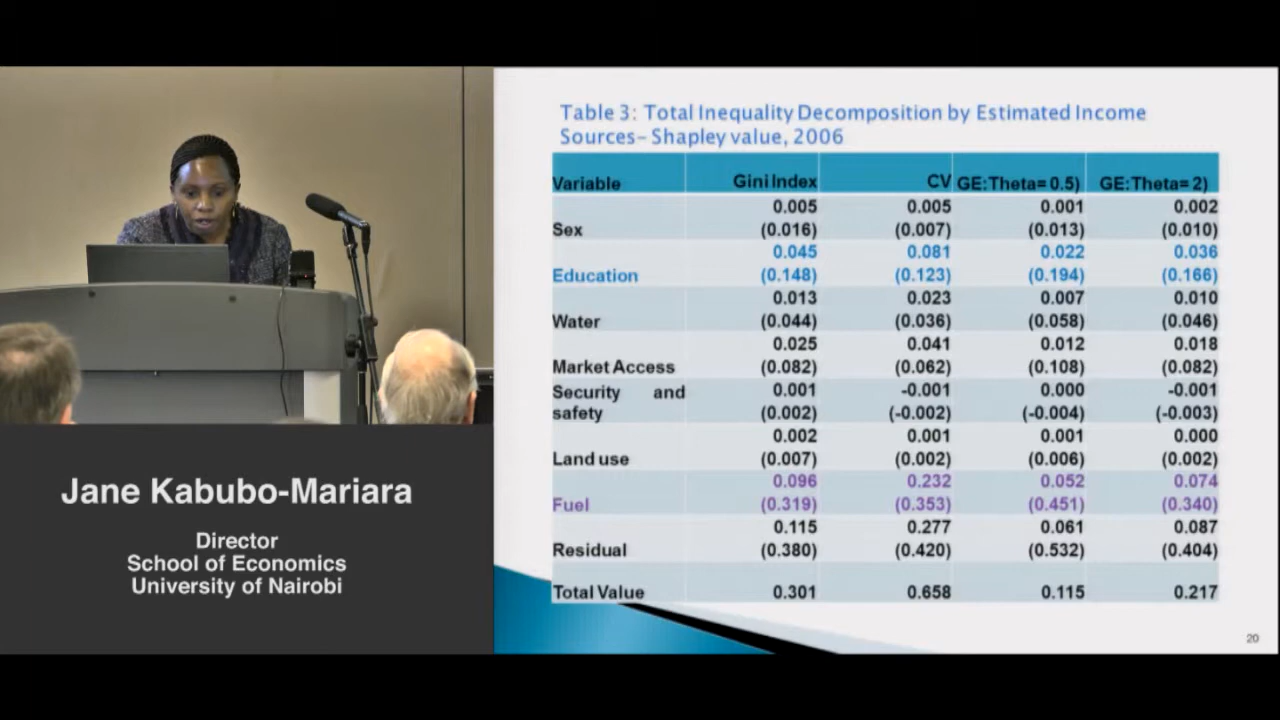 Table 3: Total Inequality Decomposition by Estimated Income
Sources– Shapley value, 2006
Variable Gini Index CV GE:Theta= 0.5) GE:Theta= 2)
0.005 0.005 0.001 0.002
Sex (0.016) (0.007) (0.013) (0.010)
0.045 0.081 0.022 0.036
Education (0.148) (0.123) (0.194) (0.166)
0.013 0.023 0.007 0.010
Water (0.044) (0.036) (0.058) (0.046)
0.025 0.041 0.012 0.018
Market Access (0.082) (0.062) (0.108) (0.082)
Security and 0.001 -0.001 0.000 -0.001
safety (0.002) (-0.002) (-0.004) (-0.003)
0.002 0.001 0.001 0.000
Land use (0.007) (0.002) (0.006) (0.002)
0.096 0.232 0.052 0.074
Fuel (0.319) (0.353) (0.451) (0.340)
0.115 0.277 0.061 0.087
Residual (0.380) (0.420) (0.532) (0.404)
Total Value 0.301 0.658 0.115 0.217
20
Jane Kabubo-Mariara
Director
School of Economics
University of Nairobi